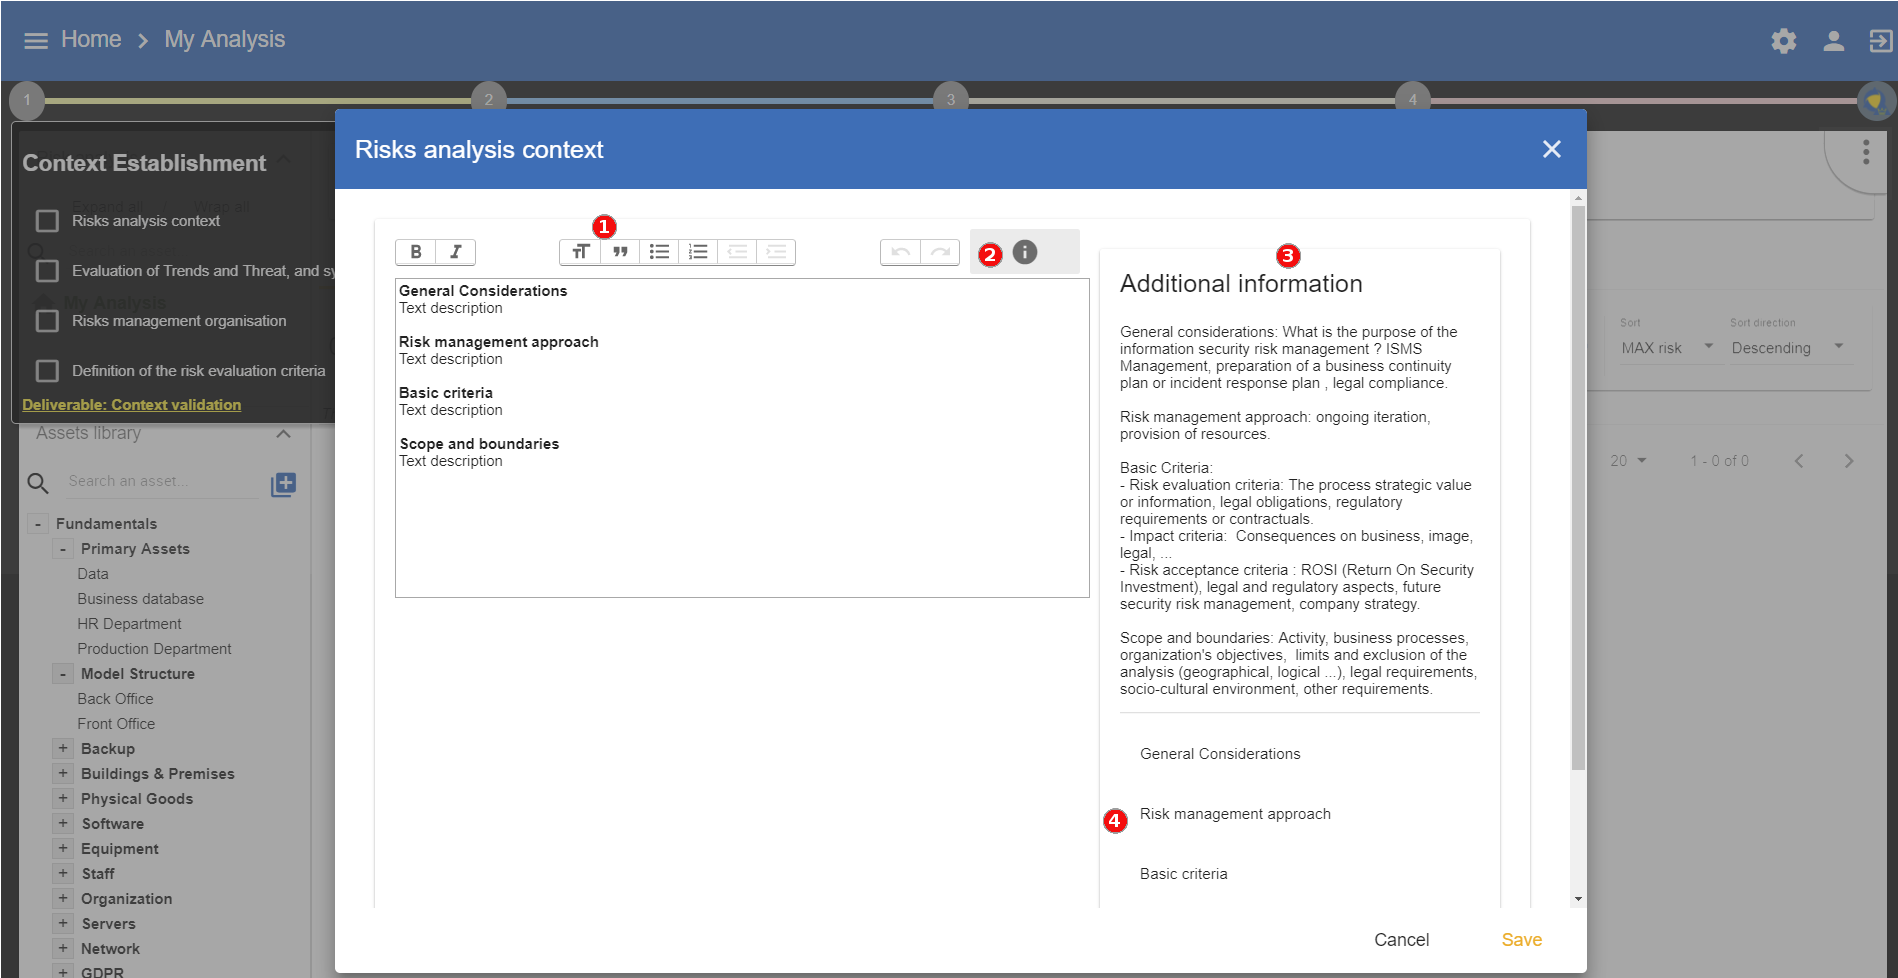 Home > My Analysis
1
2
3
4
Context Establishment
Expand all Wrap all
Risks analysis context
Evaluation of Trends and Threat, and sy
My Analysis
Risks management organisation
Definition of the risk evaluation criteria
Deliverable: Context validation
Assets library
Search an asset...
- Fundamentals
- Primary Assets
Data
Business database
HR Department
Production Department
- Model Structure
Back Office
Front Office
+ Backup
+ Buildings & Premises
+ Physical Goods
+ Software
+ Equipment
+ Staff
+ Organization
+ Servers
+ Network
+ GDPR
Risks analysis context
1
B I
2
General Considerations
Text description
Risk management approach
Text description
Basic criteria
Text description
Scope and boundaries
Text description
3
Additional information
General considerations: What is the purpose of the
information security risk management ? ISMS
Management, preparation of a business continuity
plan or incident response plan , legal compliance.
Risk management approach: ongoing iteration,
provision of resources.
Basic Criteria:
- Risk evaluation criteria: The process strategic value
or information, legal obligations, regulatory
requirements or contractuals.
- Impact criteria:  Consequences on business, image,
legal, ...
- Risk acceptance criteria : ROSI (Return On Security
Investment), legal and regulatory aspects, future
security risk management, company strategy.
Scope and boundaries: Activity, business processes,
organization's objectives,  limits and exclusion of the
analysis (geographical, logical ...), legal requirements,
socio-cultural environment, other requirements.
General Considerations
4
Risk management approach
Basic criteria
Cancel Save
Sort Sort direction
MAX risk Descending
20 1 - 0 of 0